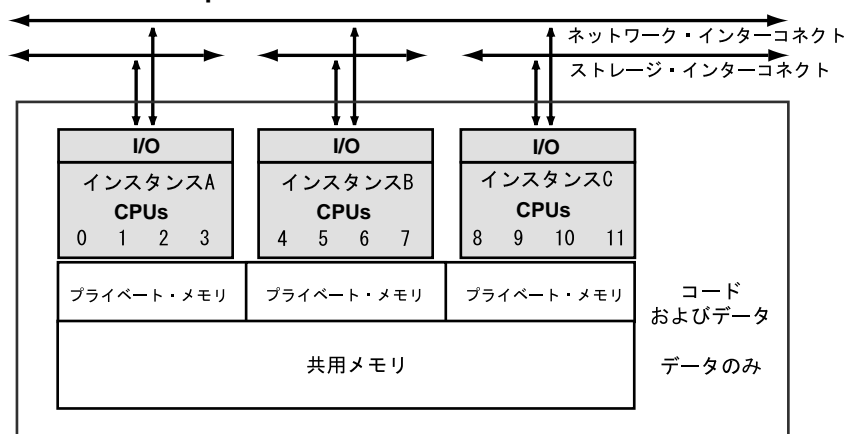 ネットワーク・インターコネクト
ストレージ・インターコネクト
I/O I/O I/O
インスタンスA インスタンスB インスタンスC
CPUs CPUs CPUs
0 1 2 3 4 5 6 7 8 9 10 11
プライベート・メモリ プライベート・メモリ プライベート・メモリ コード
およびデータ
共用メモリ データのみ